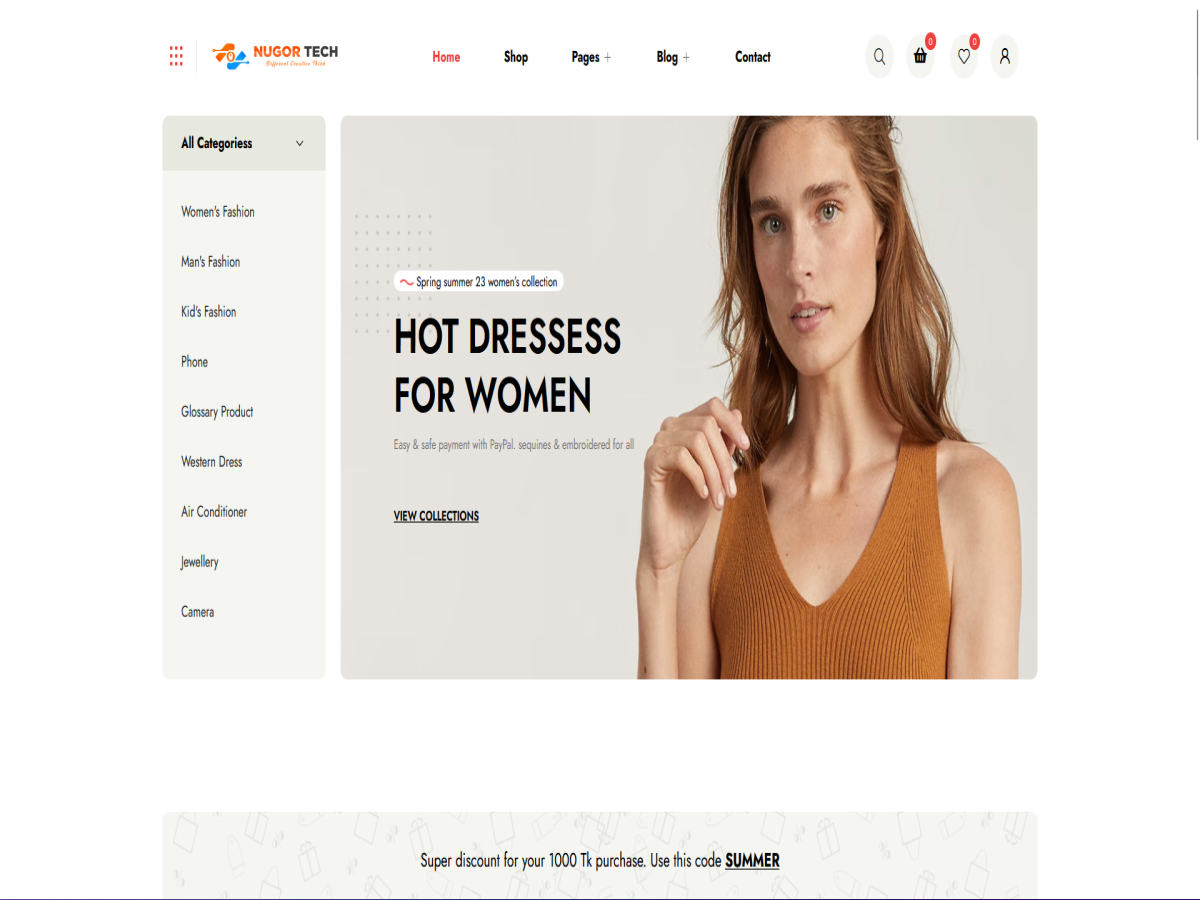 NUGOR TECH
Different Creative Think
Home
Shop
Pages +
Blog +
Contact
0
0
All Categoriess
Women's Fashion
Man's Fashion
Kid's Fashion
Phone
Glossary Product
Western Dress
Air Conditioner
Jewellery
Camera
Spring summer 23 women's collection
HOT DRESSESS
FOR WOMEN
Easy & safe payment with PayPal. sequines & embroidered for all
VIEW COLLECTIONS
Super discount for your 1000 Tk purchase. Use this code SUMMER